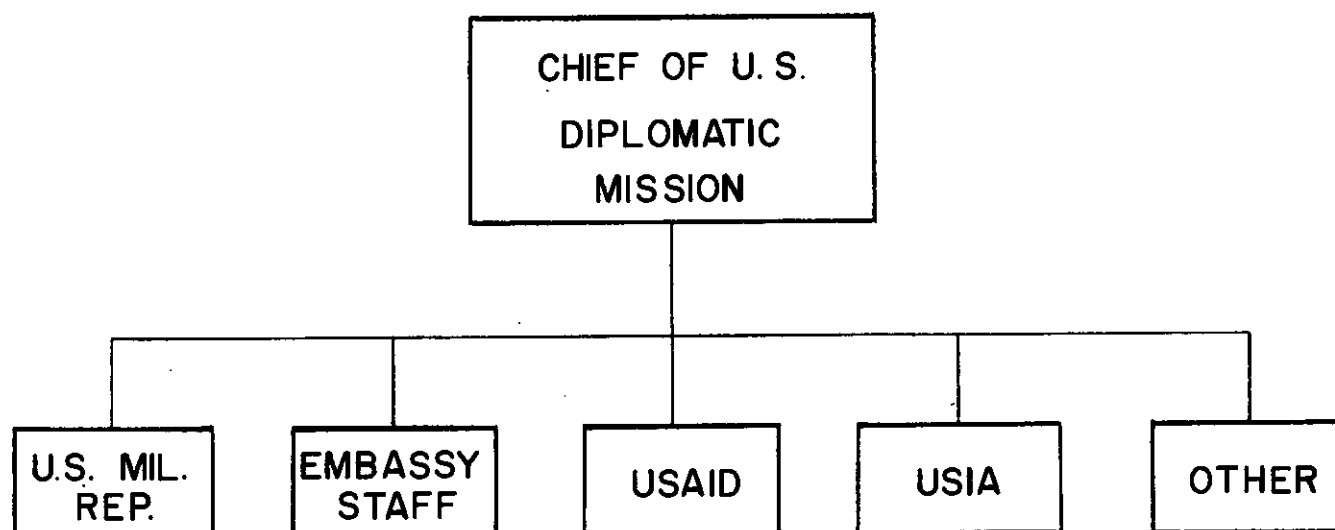 CHIEF OF U.S.
DIPLOMATIC
MISSION
U.S. MIL.
REP.
EMBASSY
STAFF
USAID
USIA
OTHER